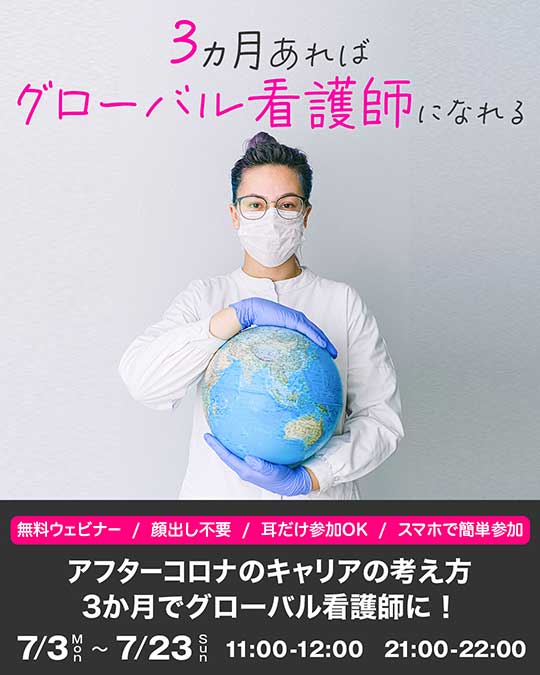 3ヵ月あれば
グローバル看護師になれる
無料ウェビナー / 顔出し不要 / 耳だけ参加OK / スマホで簡単参加
アフターコロナのキャリアの考え方
3か月でグローバル看護師に！
7/3 Mon ～ 7/23 Sun 11:00-12:00 21:00-22:00